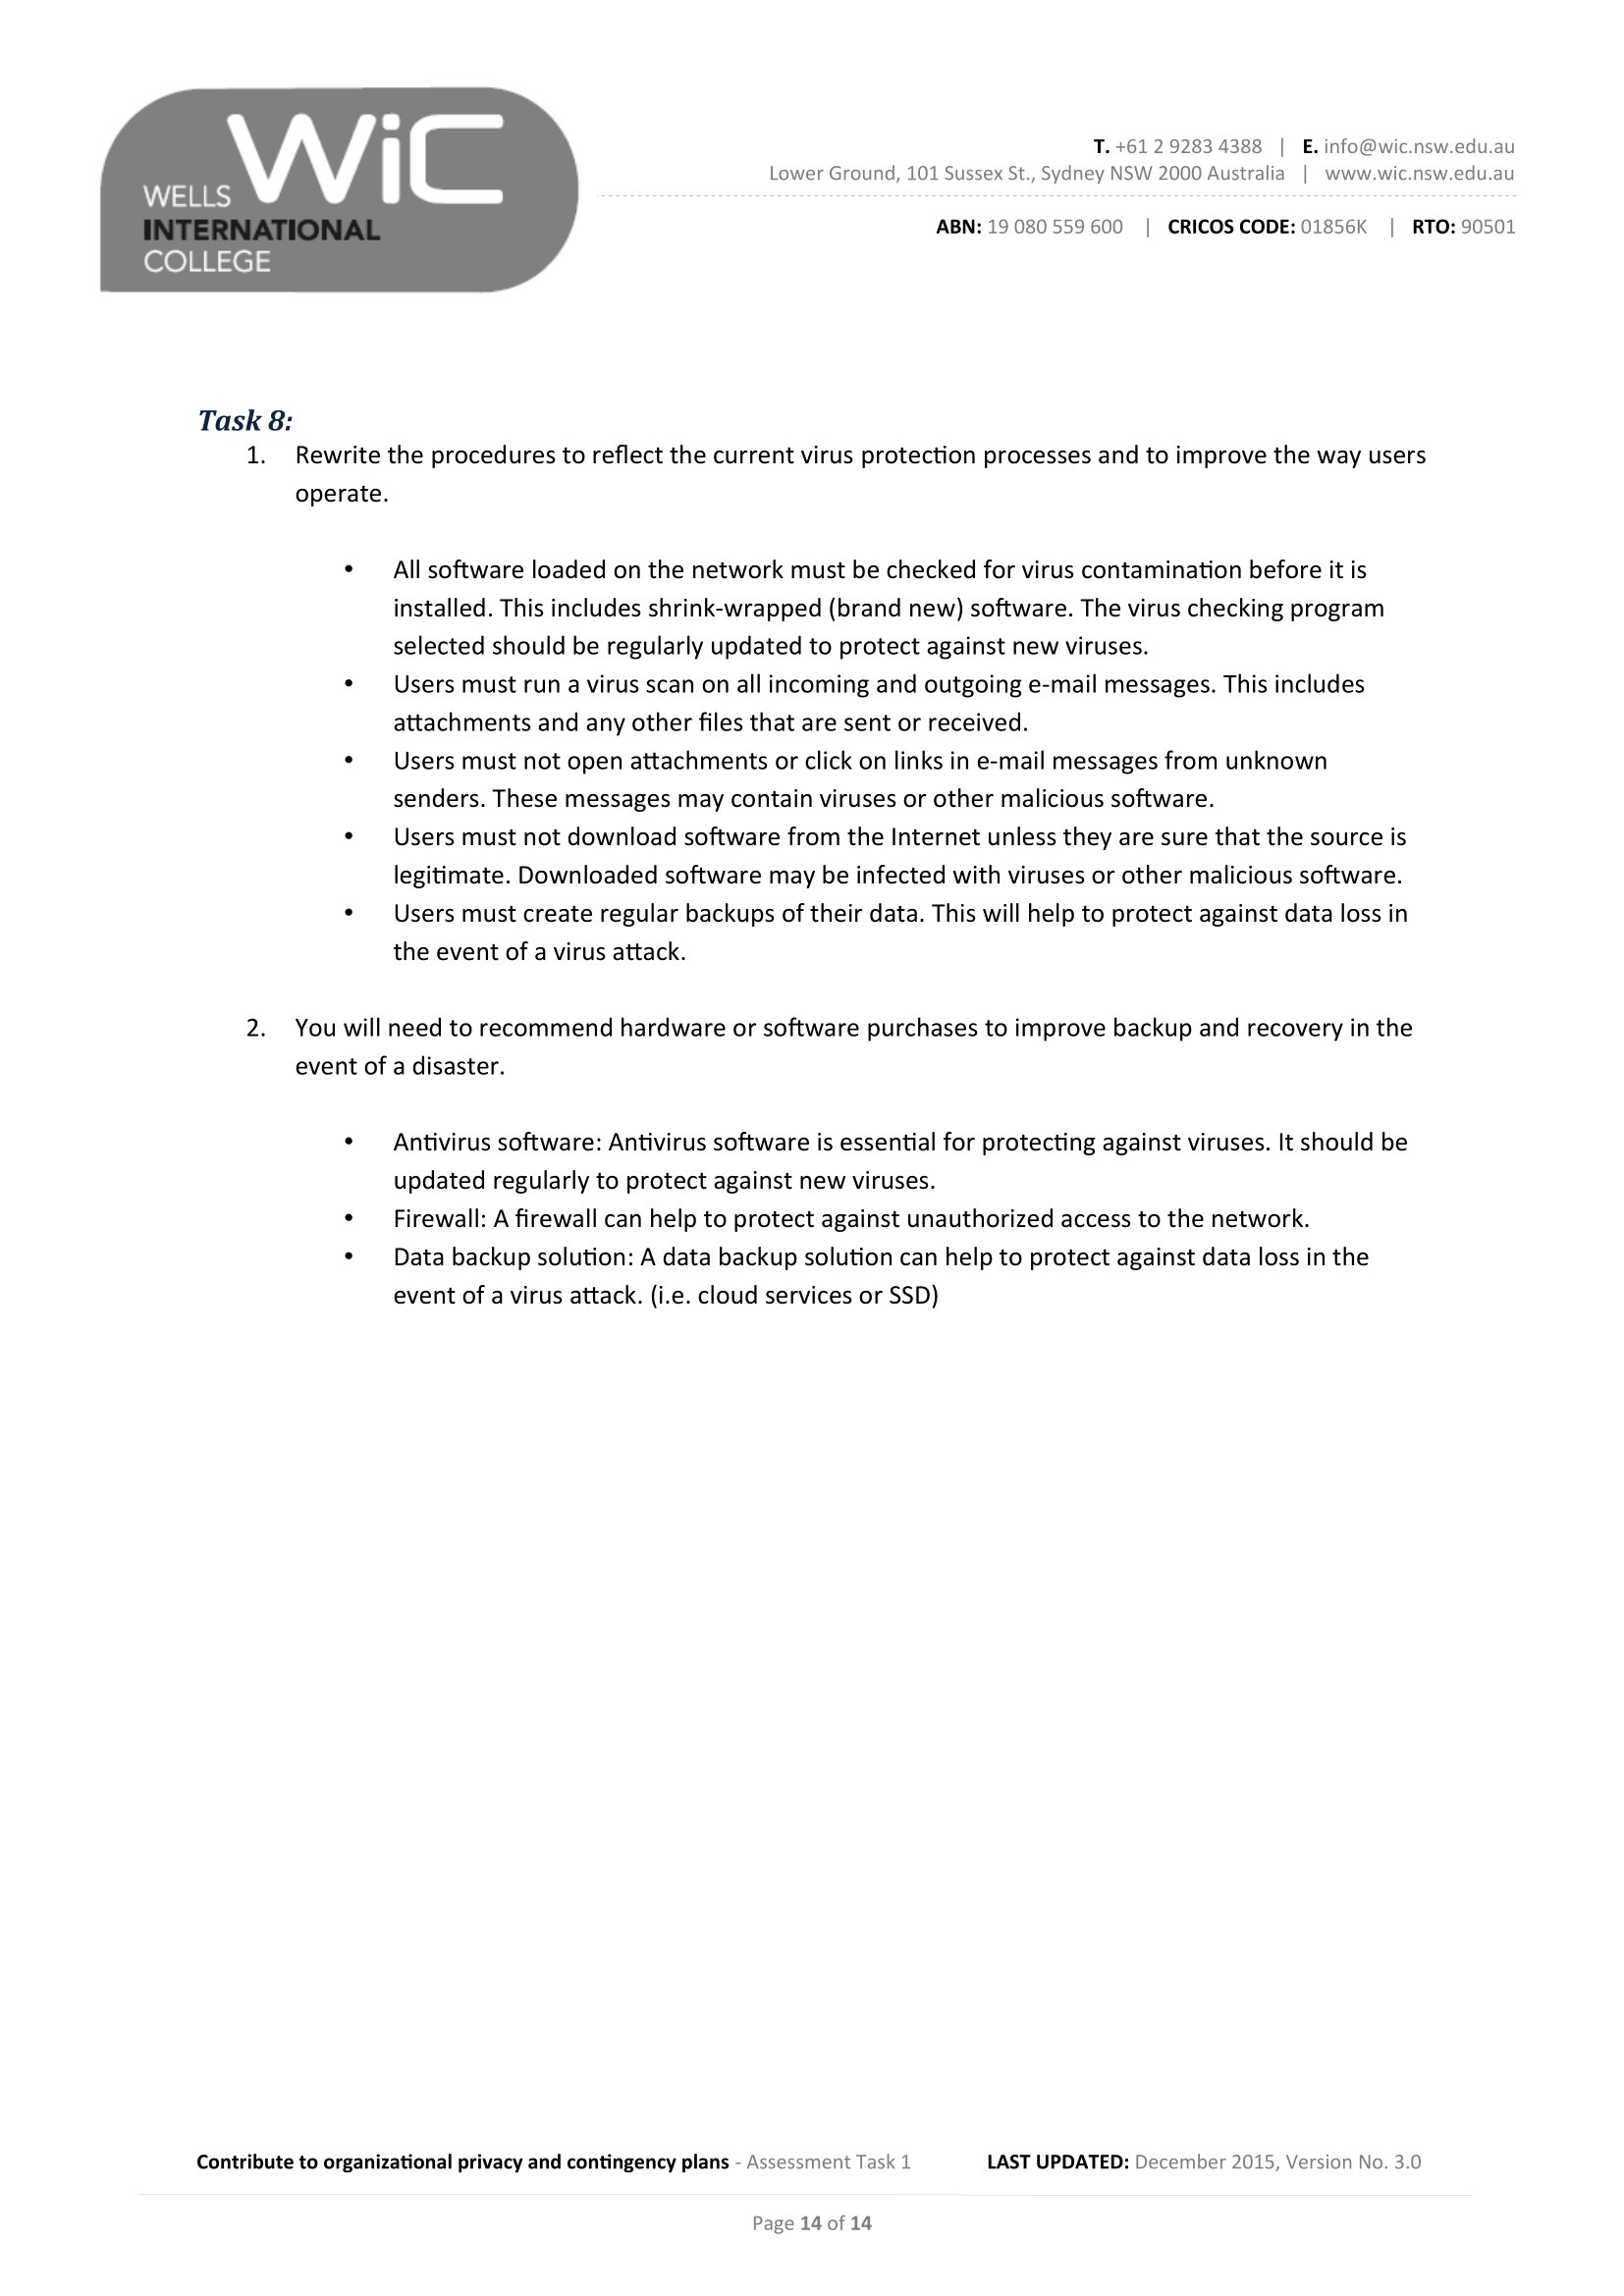 WiC
WELLS
INTERNATIONAL
COLLEGE
T. +61 2 9283 4388 | E. info@wic.nsw.edu.au
Lower Ground, 101 Sussex St., Sydney NSW 2000 Australia | www.wic.nsw.edu.au
ABN: 19 080 559 600 | CRICOS CODE: 01856K | RTO: 90501
Task 8:
1. Rewrite the procedures to reflect the current virus protection processes and to improve the way users
operate.
• All software loaded on the network must be checked for virus contamination before it is
installed. This includes shrink-wrapped (brand new) software. The virus checking program
selected should be regularly updated to protect against new viruses.
• Users must run a virus scan on all incoming and outgoing e-mail messages. This includes
attachments and any other files that are sent or received.
• Users must not open attachments or click on links in e-mail messages from unknown
senders. These messages may contain viruses or other malicious software.
• Users must not download software from the Internet unless they are sure that the source is
legitimate. Downloaded software may be infected with viruses or other malicious software.
• Users must create regular backups of their data. This will help to protect against data loss in
the event of a virus attack.
2. You will need to recommend hardware or software purchases to improve backup and recovery in the
event of a disaster.
• Antivirus software: Antivirus software is essential for protecting against viruses. It should be
updated regularly to protect against new viruses.
• Firewall: A firewall can help to protect against unauthorized access to the network.
• Data backup solution: A data backup solution can help to protect against data loss in the
event of a virus attack. (i.e. cloud services or SSD)
Contribute to organizational privacy and contingency plans - Assessment Task 1 LAST UPDATED: December 2015, Version No. 3.0
Page 14 of 14